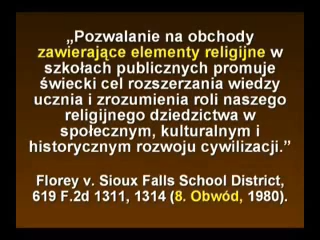 „Pozwalanie na obchody
zawierające elementy religijne w
szkołach publicznych promuje
świecki cel rozszerzania wiedzy
ucznia i zrozumienia roli naszego
religijnego dziedzictwa w
społecznym, kulturalnym i
historycznym rozwoju cywilizacji.”
Florey v. Sioux Falls School District,
619 F.2d 1311, 1314 (8. Obwód, 1980).